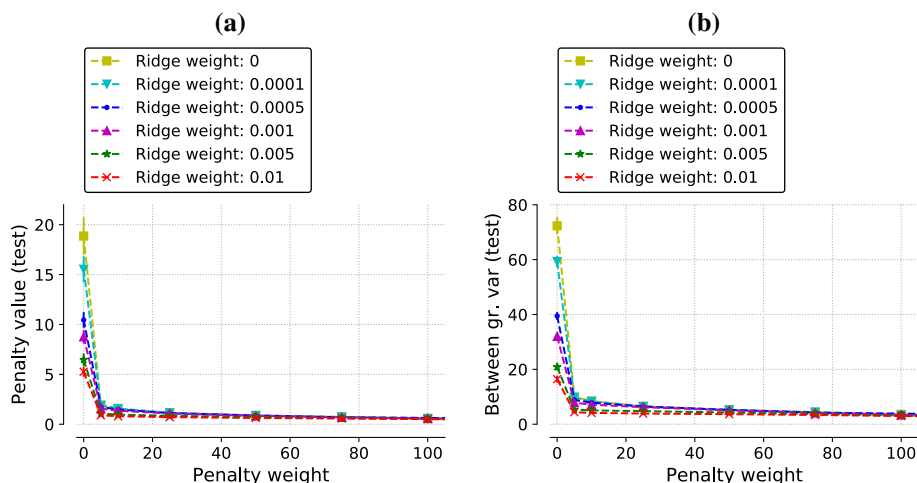 (a)
Ridge weight: 0
Ridge weight: 0.0001
Ridge weight: 0.0005
Ridge weight: 0.001
Ridge weight: 0.005
Ridge weight: 0.01
Penalty value (test)
20
15
10
5
0
0 20 40 60 80 100
Penalty weight
(b)
Ridge weight: 0
Ridge weight: 0.0001
Ridge weight: 0.0005
Ridge weight: 0.001
Ridge weight: 0.005
Ridge weight: 0.01
Between gr. var (test)
80
60
40
20
0
0 20 40 60 80 100
Penalty weight